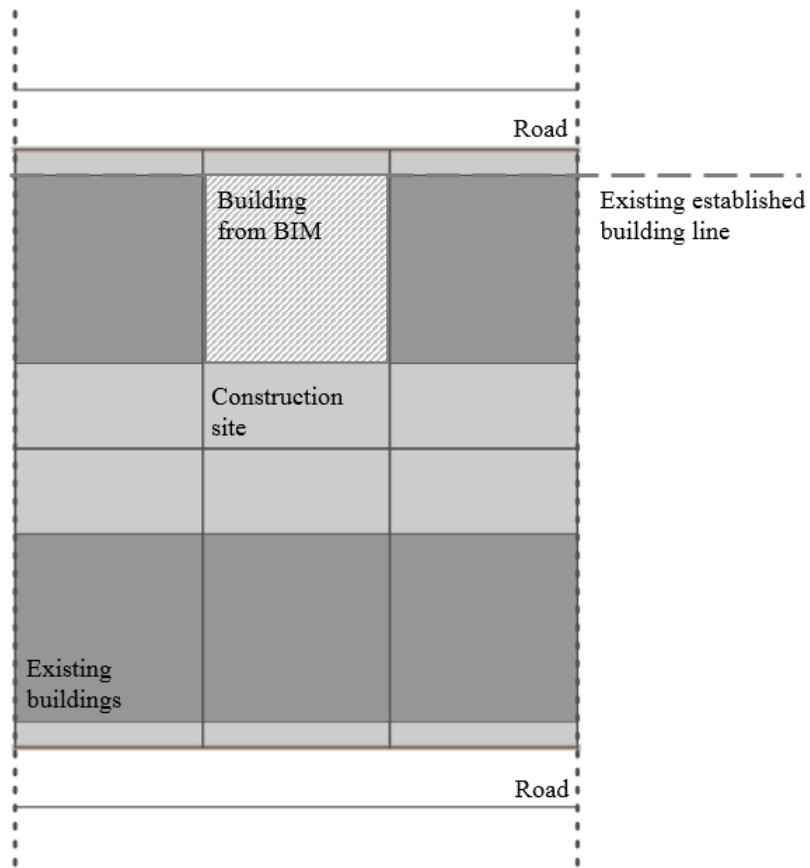 Road
Building
from BIM
Existing established
building line
Construction
site
Existing
buildings
Road